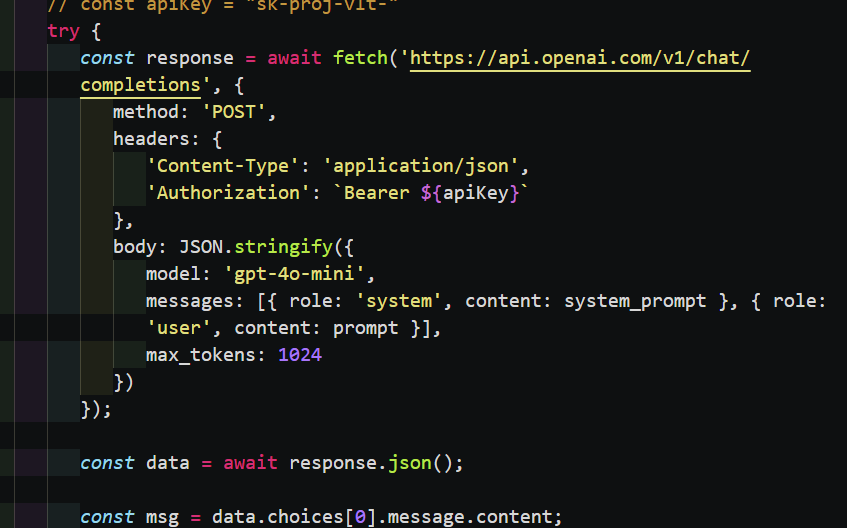 // const apiKey = "sk-proj-vlt-"
try {
const response = await fetch('https://api.openai.com/v1/chat/
completions', {
method: 'POST',
headers: {
'Content-Type': 'application/json',
'Authorization': `Bearer ${apiKey}`
},
body: JSON.stringify({
model: 'gpt-4o-mini',
messages: [{ role: 'system', content: system_prompt }, { role:
'user', content: prompt }],
max_tokens: 1024
})
});
const data = await response.json();
const msg = data.choices[0].message.content;